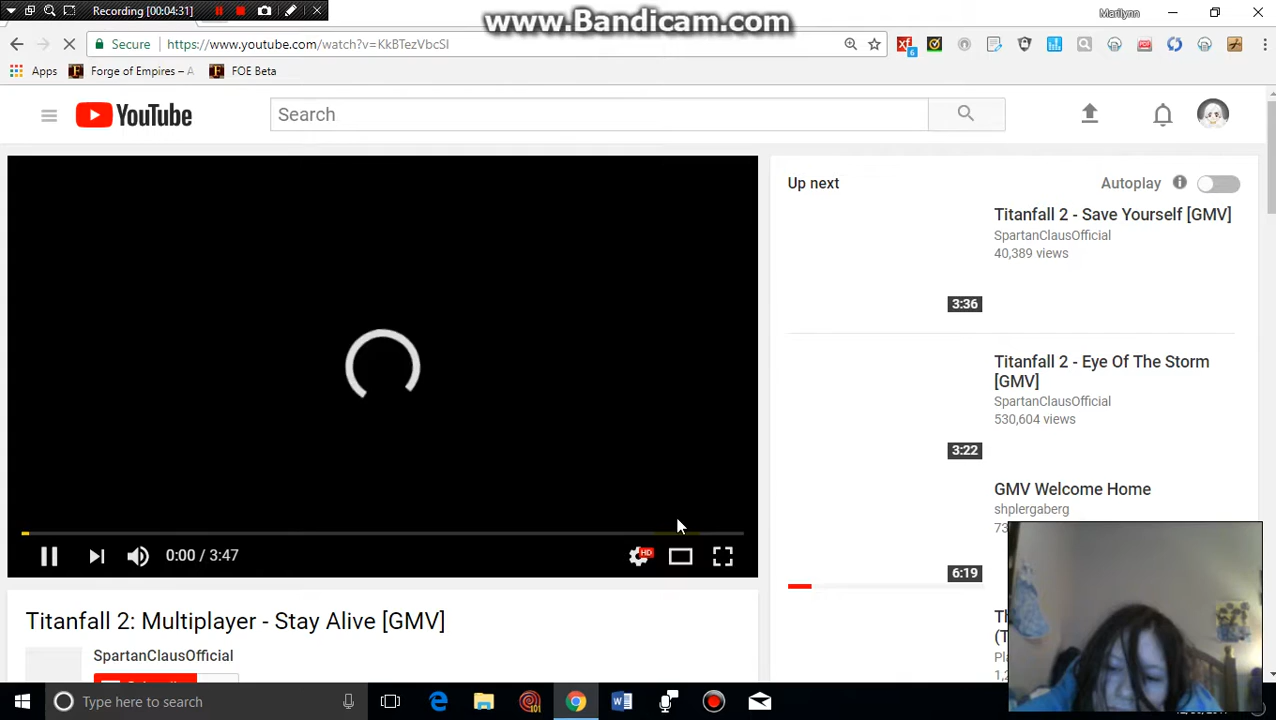 Recording [00:04:31]
www.Bandicam.com
Marilynn
Secure
https://www.youtube.com/watch?v=KkBTezVbcSI
6
Apps
Forge of Empires – A
FOE Beta
YouTube
Search
Up next
Autoplay
Titanfall 2 - Save Yourself [GMV]
SpartanClausOfficial
40,389 views
3:36
Titanfall 2 - Eye Of The Storm
[GMV]
SpartanClausOfficial
530,604 views
3:22
GMV Welcome Home
shplergaberg
6:19
0:00 / 3:47
HD
Titanfall 2: Multiplayer - Stay Alive [GMV]
SpartanClausOfficial
Type here to search
101